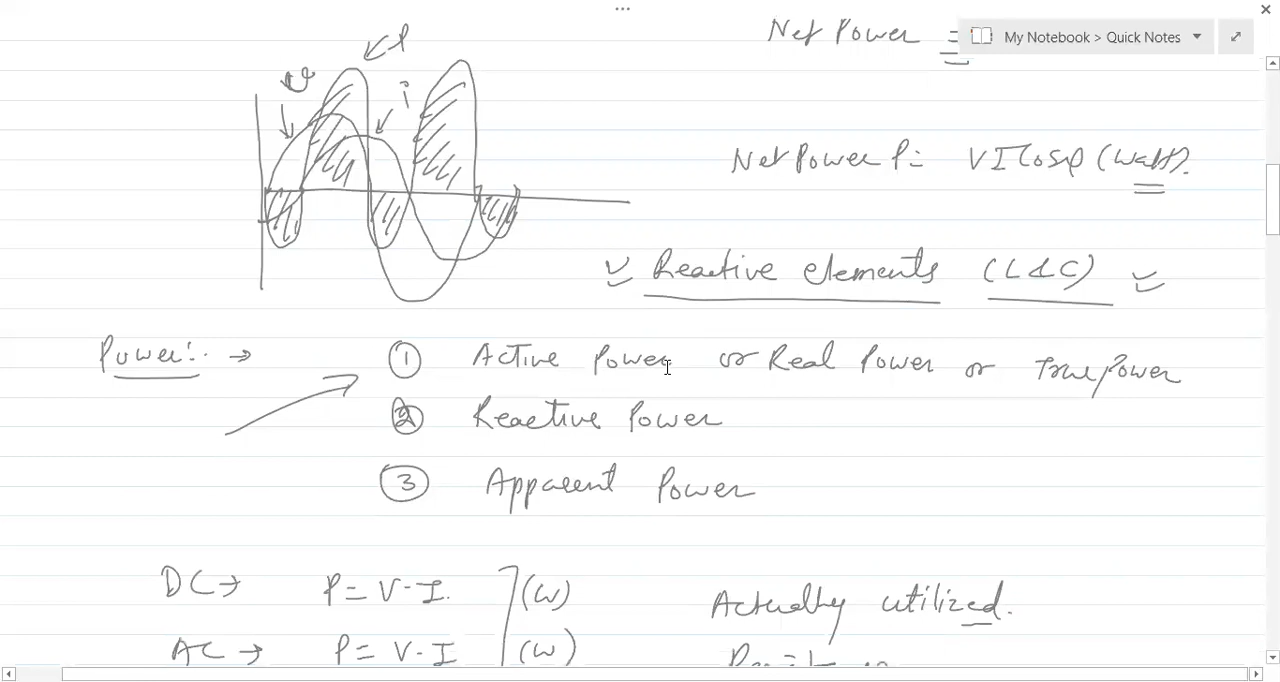 Net Power =
My Notebook > Quick Notes
P
v
i
Net Power P = VI Cosφ (Watt).
Reactive elements (L & C)
Power:- → ① Active Power or Real Power or True Power
② Reactive Power
③ Apparent Power
DC → P = V·I. (W) Actually utilized.
AC → P = V·I (W)